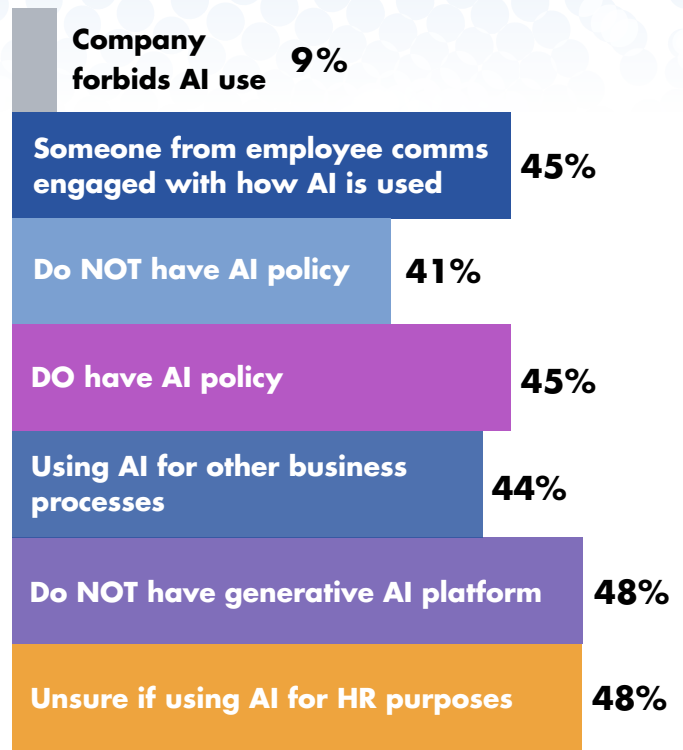 Company
forbids AI use 9%
Someone from employee comms
engaged with how AI is used 45%
Do NOT have AI policy 41%
DO have AI policy 45%
Using AI for other business
processes 44%
Do NOT have generative AI platform 48%
Unsure if using AI for HR purposes 48%